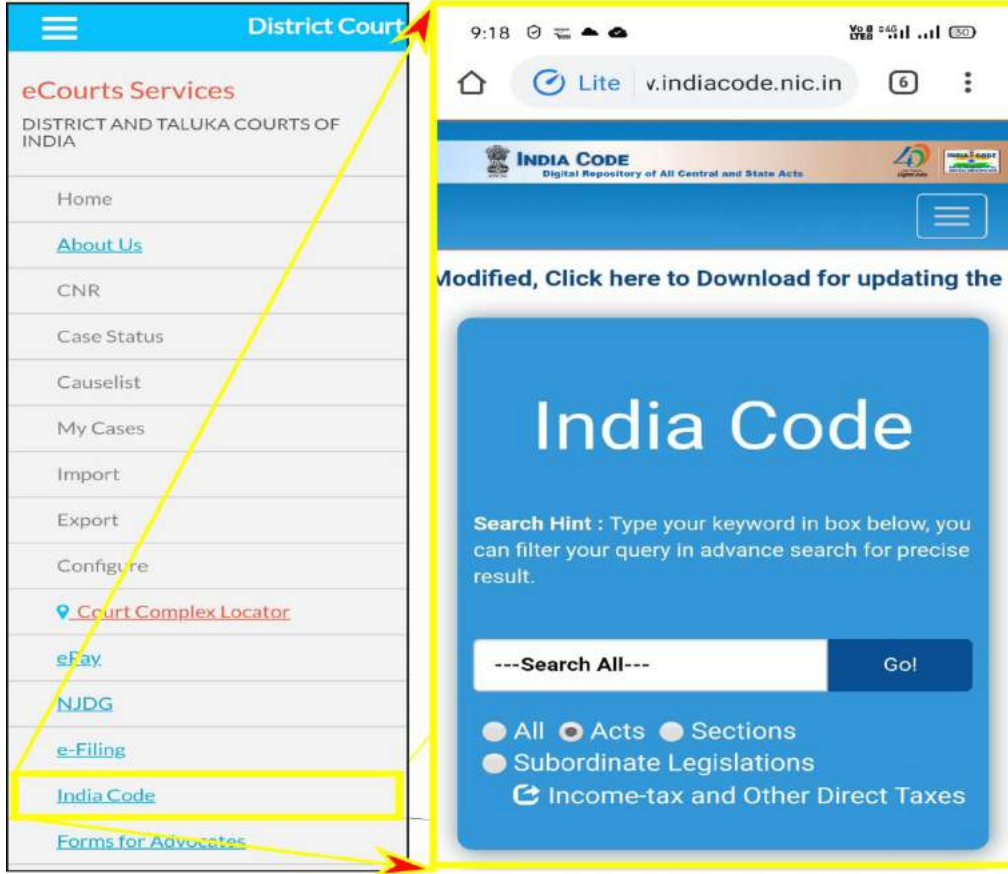 District Court
eCourts Services
DISTRICT AND TALUKA COURTS OF
INDIA
Home
About Us
CNR
Case Status
Causelist
My Cases
Import
Export
Configure
Court Complex Locator
ePay
NJDG
e-Filing
India Code
Forms for Advocates
9:18
Lite v.indiacode.nic.in 6
INDIA CODE
Digital Repository of All Central and State Acts
Modified, Click here to Download for updating the
India Code
Search Hint : Type your keyword in box below, you
can filter your query in advance search for precise
result.
---Search All--- Go!
All Acts Sections
Subordinate Legislations
Income-tax and Other Direct Taxes